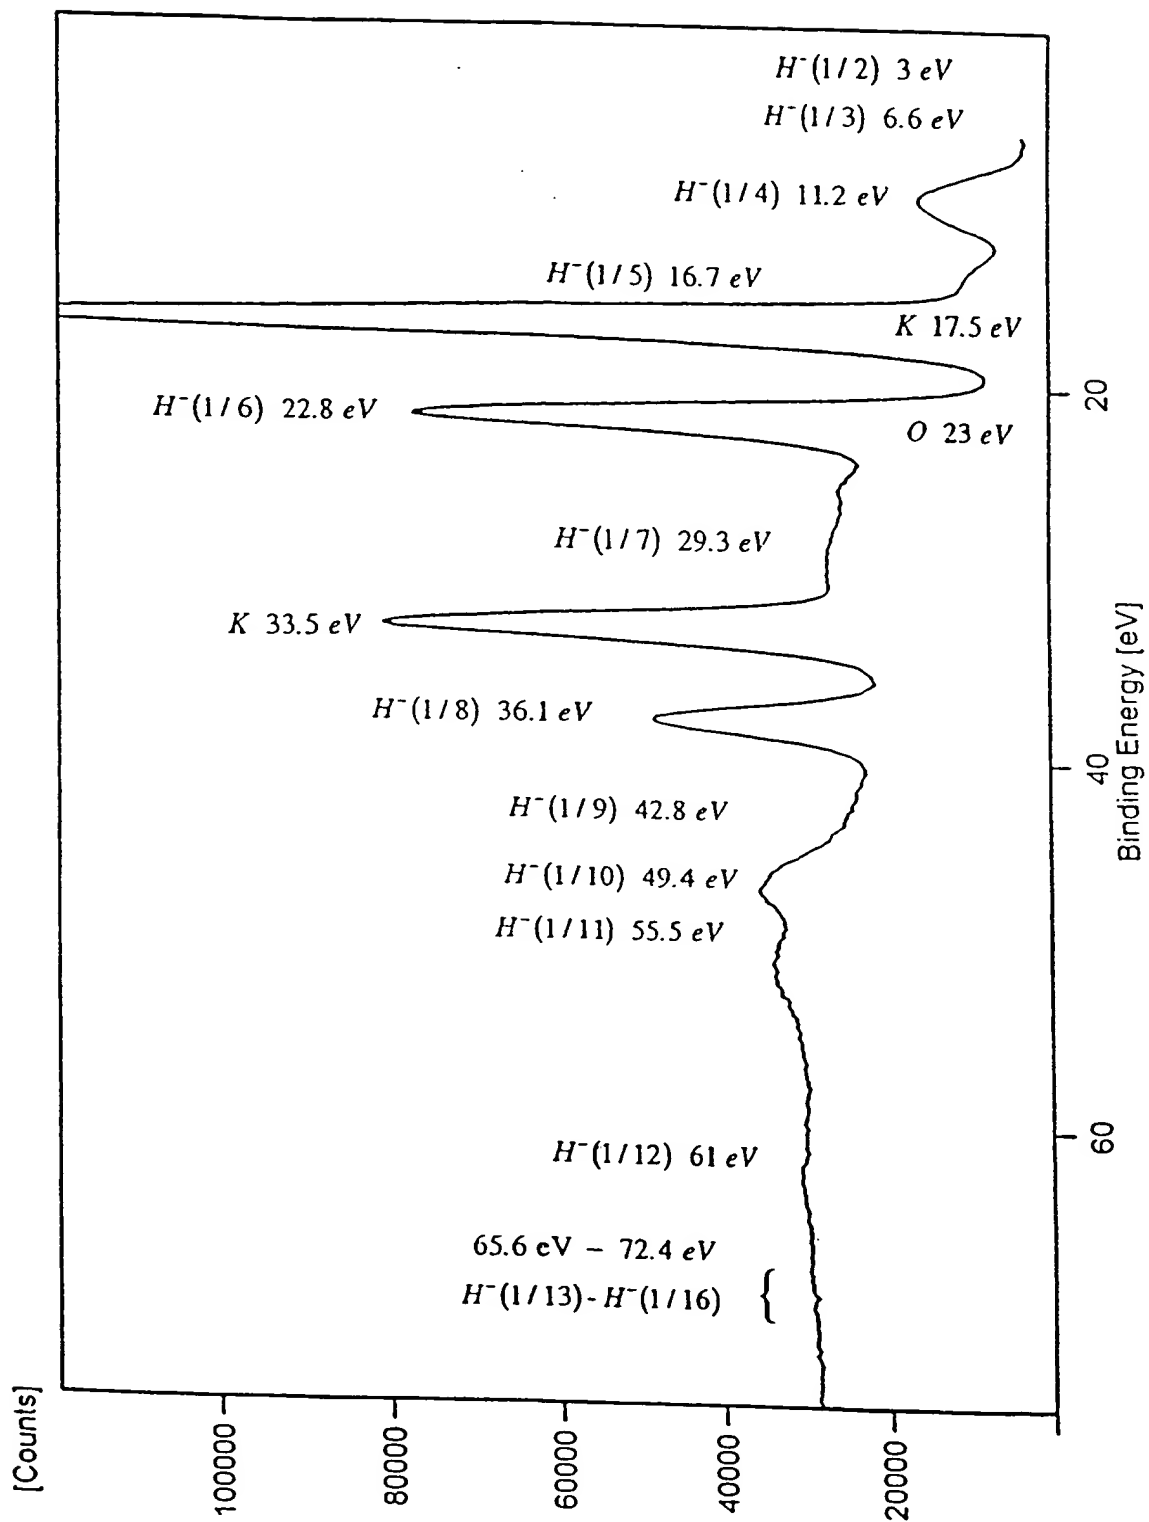 H⁻(1/2) 3 eV
H⁻(1/3) 6.6 eV
H⁻(1/4) 11.2 eV
H⁻(1/5) 16.7 eV
K 17.5 eV
H⁻(1/6) 22.8 eV
O 23 eV
H⁻(1/7) 29.3 eV
K 33.5 eV
H⁻(1/8) 36.1 eV
H⁻(1/9) 42.8 eV
H⁻(1/10) 49.4 eV
H⁻(1/11) 55.5 eV
H⁻(1/12) 61 eV
65.6 eV – 72.4 eV
H⁻(1/13)-H⁻(1/16) {
20
40
60
Binding Energy [eV]
[Counts]
100000
80000
60000
40000
20000